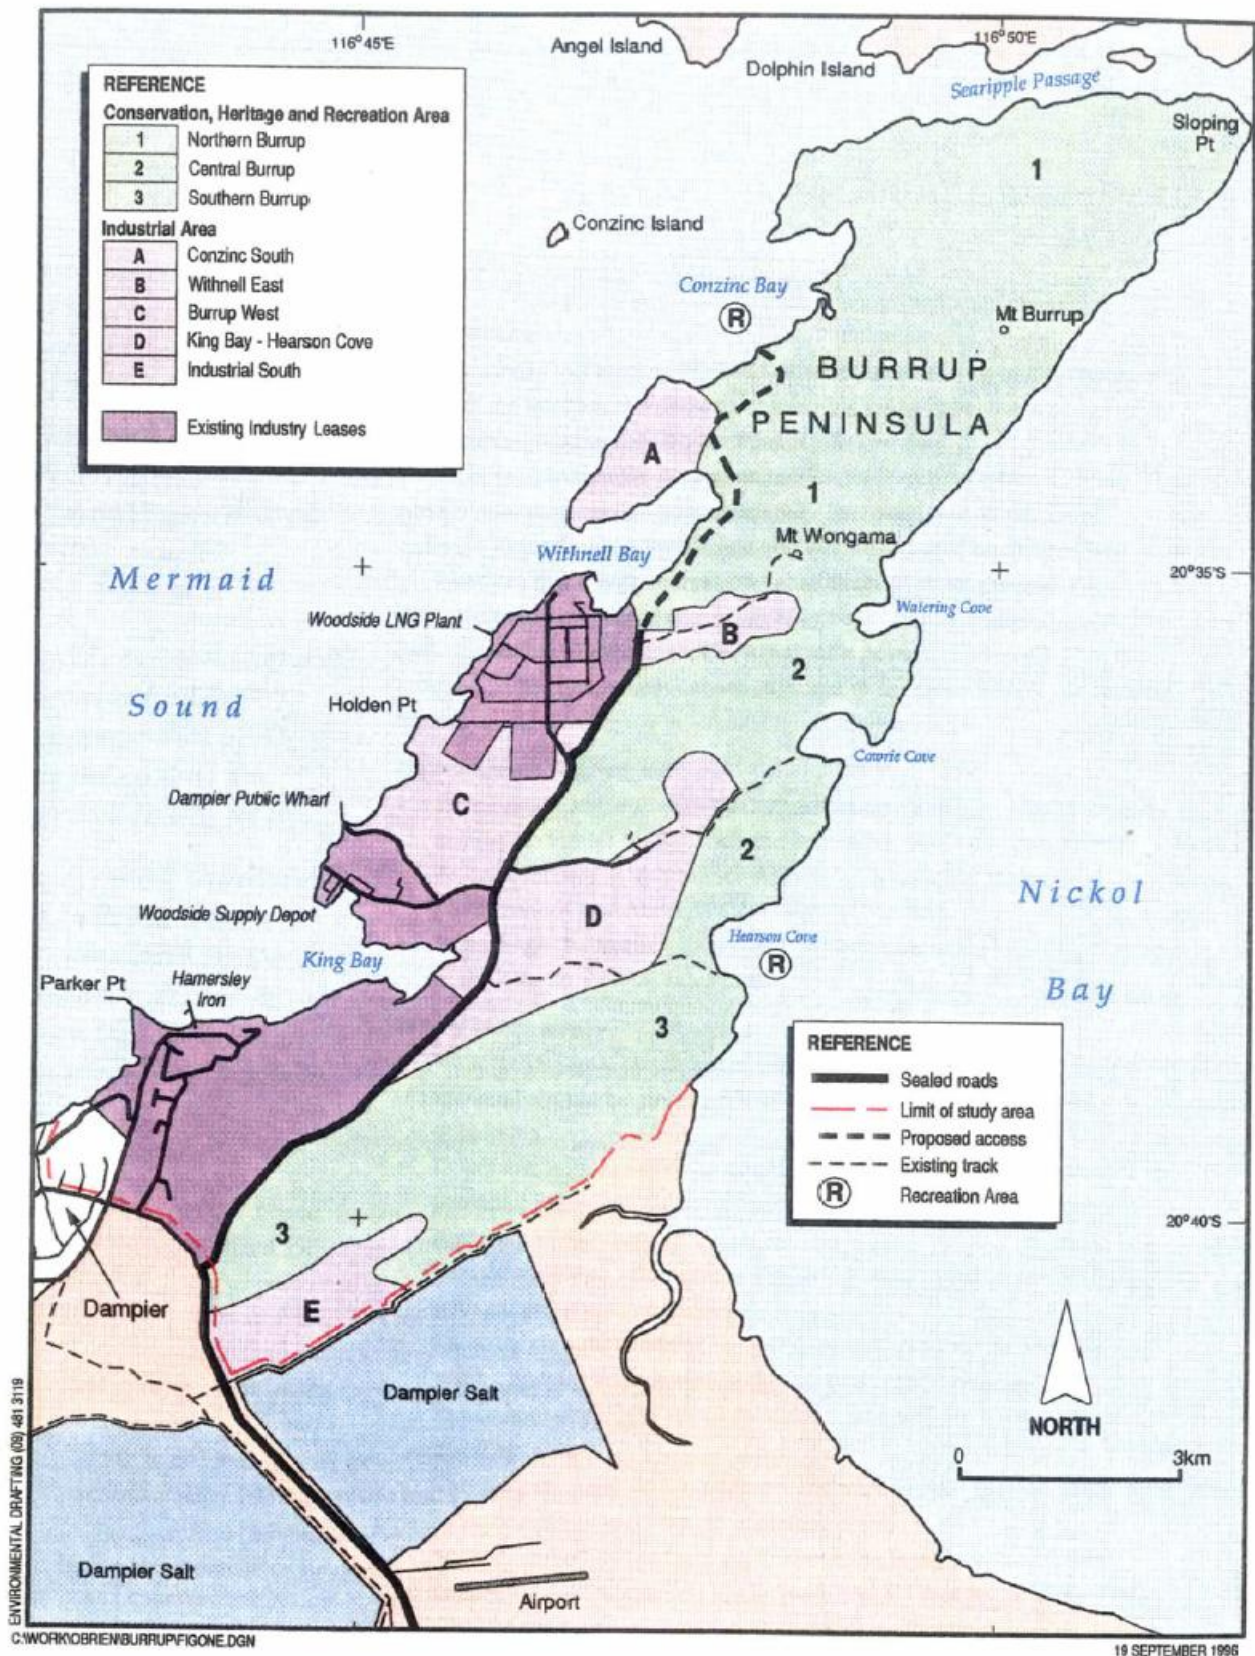 116°45'E
Angel Island
116°50'E
Dolphin Island
Searipple Passage
Sloping
Pt
REFERENCE
Conservation, Heritage and Recreation Area
1 Northern Burrup
2 Central Burrup
3 Southern Burrup
Industrial Area
A Conzinc South
B Withnell East
C Burrup West
D King Bay - Hearson Cove
E Industrial South
Existing Industry Leases
1
Conzinc Island
Conzinc Bay
R
Mt Burrup
BURRUP
PENINSULA
A
1
Mt Wongama
Withnell Bay
Mermaid
Sound
20°35'S
Watering Cove
Woodside LNG Plant
B
2
Holden Pt
Cowrie Cove
Dampier Public Wharf
C
2
Nickol
Bay
Woodside Supply Depot
D
Hearson Cove
R
King Bay
Parker Pt
Hamersley
Iron
3
REFERENCE
Sealed roads
Limit of study area
Proposed access
Existing track
R Recreation Area
20°40'S
3
Dampier
E
Dampier Salt
NORTH
0 3km
Dampier Salt
Airport
ENVIRONMENTAL DRAFTING (09) 481 3119
C:\WORK\OBRIEN\BURRUP\FIGONE.DGN
19 SEPTEMBER 1996